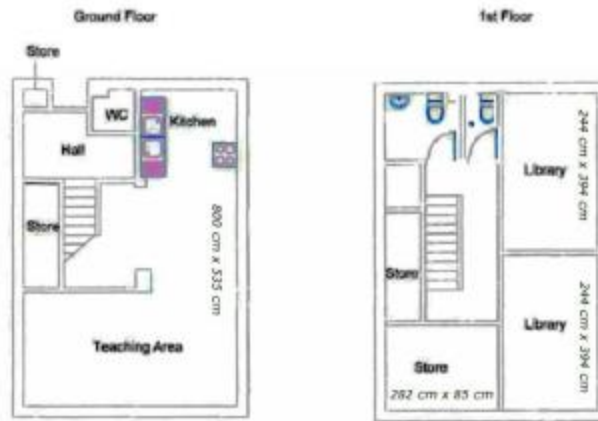 Ground Floor
Store
WC
Kitchen
Hall
Store
800 cm x 535 cm
Teaching Area
1st Floor
244 cm x 394 cm
Library
Store
Library
244 cm x 394 cm
Store
282 cm x 85 cm